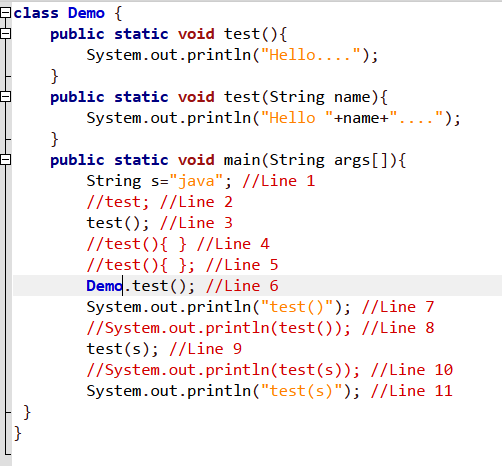 class Demo {
    public static void test(){
        System.out.println("Hello....");
    }
    public static void test(String name){
        System.out.println("Hello "+name+"....");
    }
    public static void main(String args[]){
        String s="java"; //Line 1
        //test; //Line 2
        test(); //Line 3
        //test(){ } //Line 4
        //test(){ }; //Line 5
        Demo.test(); //Line 6
        System.out.println("test()"); //Line 7
        //System.out.println(test()); //Line 8
        test(s); //Line 9
        //System.out.println(test(s)); //Line 10
        System.out.println("test(s)"); //Line 11
 }
}